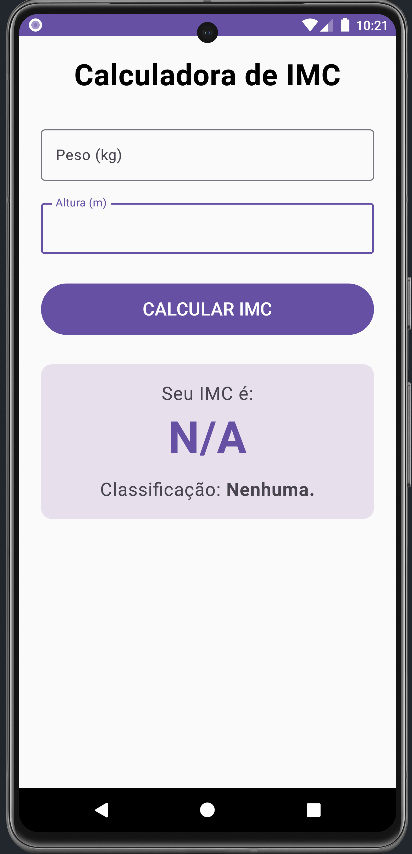 10:21
Calculadora de IMC
Peso (kg)
Altura (m)
CALCULAR IMC
Seu IMC é:
N/A
Classificação: Nenhuma.